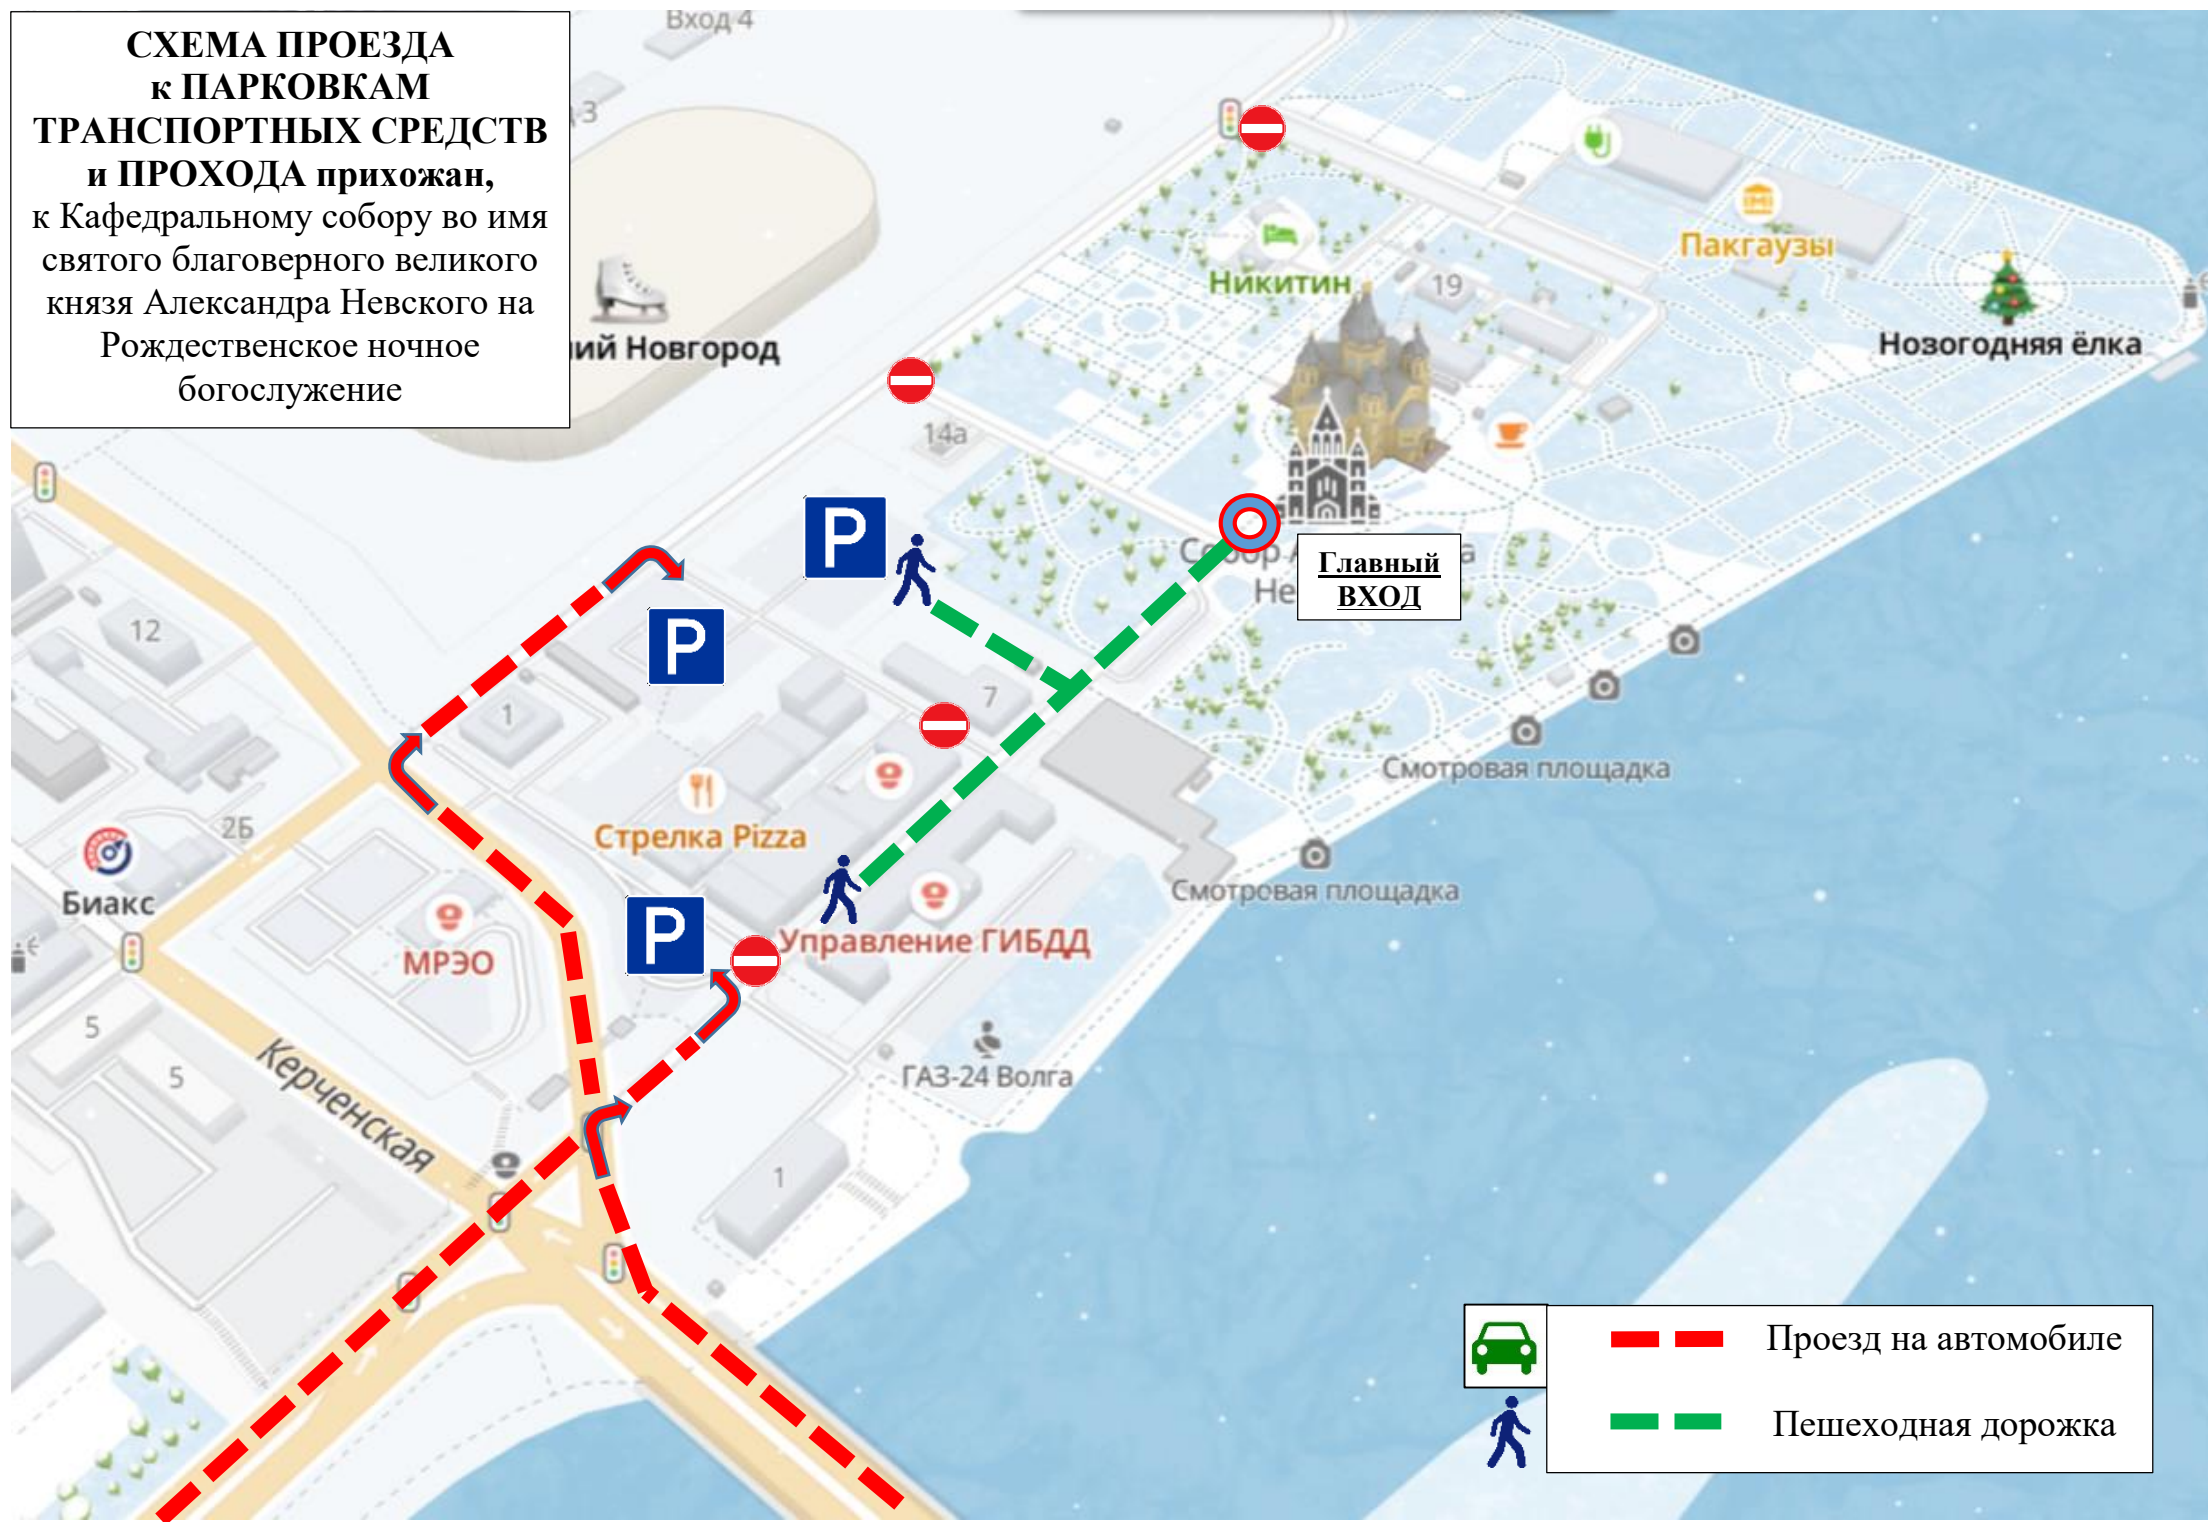 СХЕМА ПРОЕЗДА
к ПАРКОВКАМ
ТРАНСПОРТНЫХ СРЕДСТВ
и ПРОХОДА прихожан,
к Кафедральному собору во имя
святого благоверного великого
князя Александра Невского на
Рождественское ночное
богослужение
Вход 4
3
ий Новгород
Никитин
19
Пакгаузы
Нозогодняя ёлка
14а
Главный
ВХОД
P
P
12
1
7
Смотровая площадка
Стрелка Pizza
2Б
Биакс
Смотровая площадка
МРЭО
P
Управление ГИБДД
5
5
Керченская
ГАЗ-24 Волга
1
Проезд на автомобиле
Пешеходная дорожка